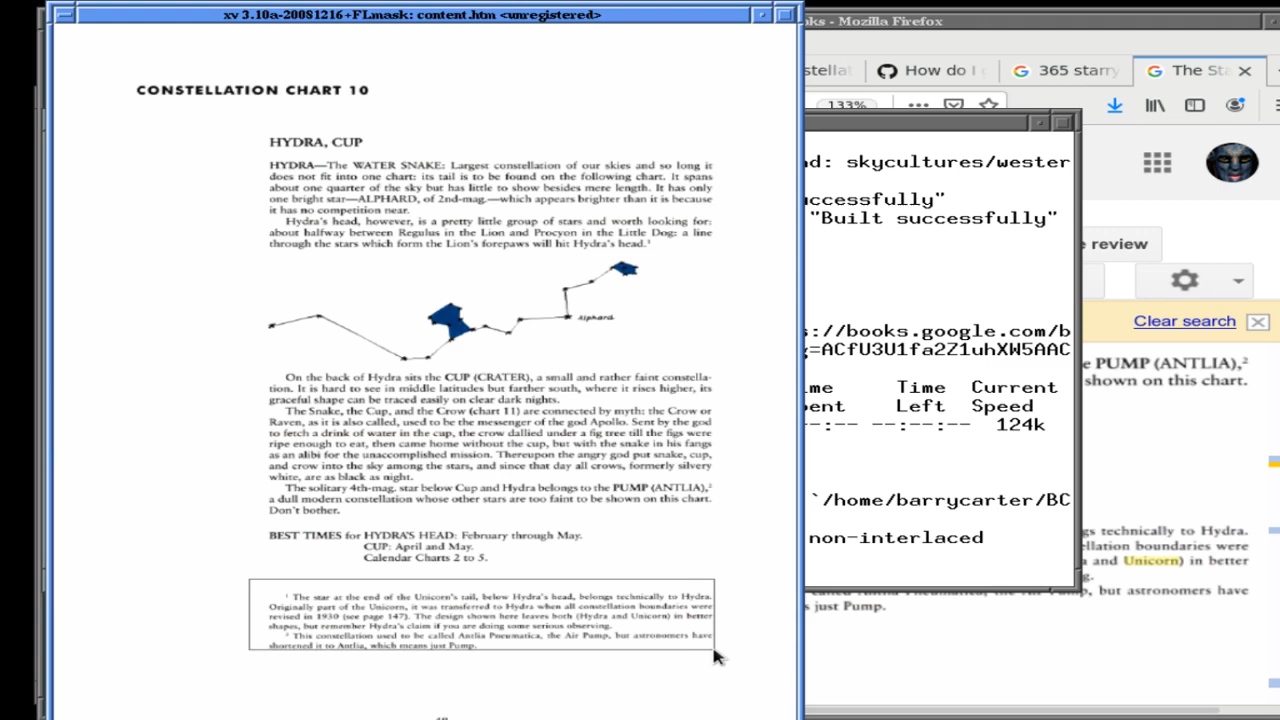 xv 3.10a-20081216+FLmask: content.htm <unregistered>
CONSTELLATION CHART 10
HYDRA, CUP
HYDRA—The WATER SNAKE: Largest constellation of our skies and so long it
does not fit into one chart: its tail is to be found on the following chart. It spans
about one quarter of the sky but has little to show besides mere length. It has only
one bright star—ALPHARD, of 2nd-mag.—which appears brighter than it is because
it has no competition near.
Hydra's head, however, is a pretty little group of stars and worth looking for:
about halfway between Regulus in the Lion and Procyon in the Little Dog: a line
through the stars which form the Lion's forepaws will hit Hydra's head.¹
Alphard
On the back of Hydra sits the CUP (CRATER), a small and rather faint constella-
tion. It is hard to see in middle latitudes but farther south, where it rises higher, its
graceful shape can be traced easily on clear dark nights.
The Snake, the Cup, and the Crow (chart 11) are connected by myth: the Crow or
Raven, as it is also called, used to be the messenger of the god Apollo. Sent by the god
to fetch a drink of water in the cup, the crow dallied under a fig tree till the figs were
ripe enough to eat, then came home without the cup, but with the snake in his fangs
as an alibi for the unaccomplished mission. Thereupon the angry god put snake, cup,
and crow into the sky among the stars, and since that day all crows, formerly silvery
white, are as black as night.
The solitary 4th-mag. star below Cup and Hydra belongs to the PUMP (ANTLIA),²
a dull modern constellation whose other stars are too faint to be shown on this chart.
Don't bother.
BEST TIMES for HYDRA'S HEAD: February through May.
CUP: April and May.
Calendar Charts 2 to 5.
¹ The star at the end of the Unicorn's tail, below Hydra's head, belongs technically to Hydra.
Originally part of the Unicorn, it was transferred to Hydra when all constellation boundaries were
revised in 1930 (see page 147). The design shown here leaves both (Hydra and Unicorn) in better
shapes, but remember Hydra's claim if you are doing some serious observing.
² This constellation used to be called Antlia Pneumatica, the Air Pump, but astronomers have
shortened it to Antlia, which means just Pump.
ks - Mozilla Firefox
stellat
How do I
365 starry
The Sta
133%
nd: skycultures/wester
uccessfully"
"Built successfully"
s://books.google.com/b
g=ACfU3U1fa2Z1uhXW5AAC
ime Time Current
pent Left Speed
--:-- --:--:-- 124k
`/home/barrycarter/BC
non-interlaced
e review
Clear search
e PUMP (ANTLIA),²
shown on this chart.
gs technically to Hydra.
ellation boundaries were
a and Unicorn) in better
g.
p, but astronomers have
s just Pump.